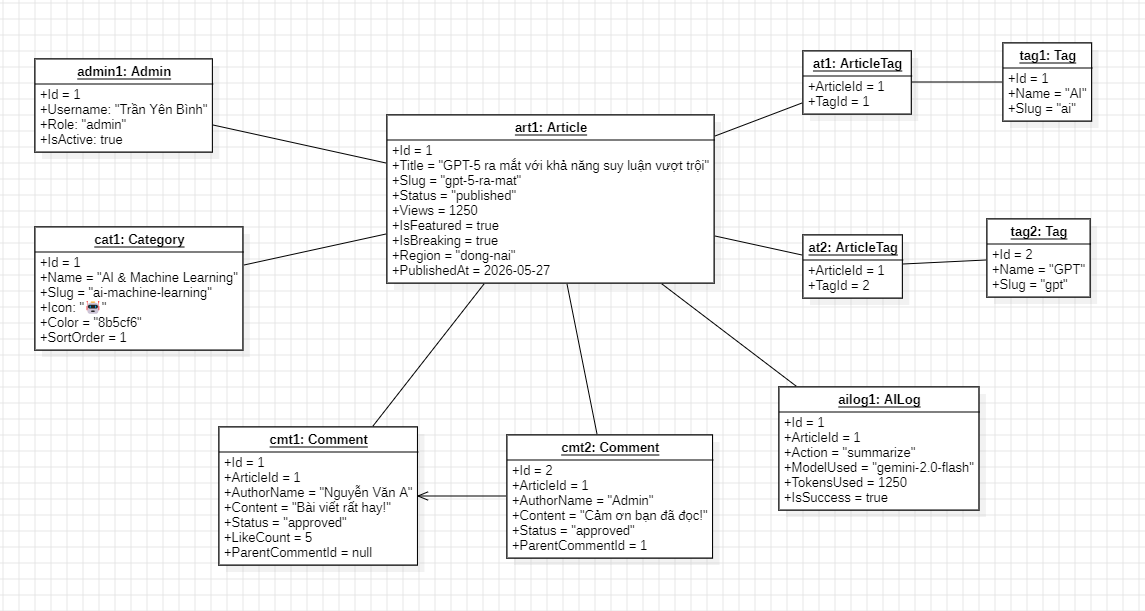 admin1: Admin
+Id = 1
+Username: "Trần Yên Bình"
+Role: "admin"
+IsActive: true
cat1: Category
+Id = 1
+Name = "AI & Machine Learning"
+Slug = "ai-machine-learning"
+Icon: "🤖"
+Color = "8b5cf6"
+SortOrder = 1
art1: Article
+Id = 1
+Title = "GPT-5 ra mắt với khả năng suy luận vượt trội"
+Slug = "gpt-5-ra-mat"
+Status = "published"
+Views = 1250
+IsFeatured = true
+IsBreaking = true
+Region = "dong-nai"
+PublishedAt = 2026-05-27
at1: ArticleTag
+ArticleId = 1
+TagId = 1
tag1: Tag
+Id = 1
+Name = "AI"
+Slug = "ai"
at2: ArticleTag
+ArticleId = 1
+TagId = 2
tag2: Tag
+Id = 2
+Name = "GPT"
+Slug = "gpt"
cmt1: Comment
+Id = 1
+ArticleId = 1
+AuthorName = "Nguyễn Văn A"
+Content = "Bài viết rất hay!"
+Status = "approved"
+LikeCount = 5
+ParentCommentId = null
cmt2: Comment
+Id = 2
+ArticleId = 1
+AuthorName = "Admin"
+Content = "Cảm ơn bạn đã đọc!"
+Status = "approved"
+ParentCommentId = 1
ailog1: AILog
+Id = 1
+ArticleId = 1
+Action = "summarize"
+ModelUsed = "gemini-2.0-flash"
+TokensUsed = 1250
+IsSuccess = true